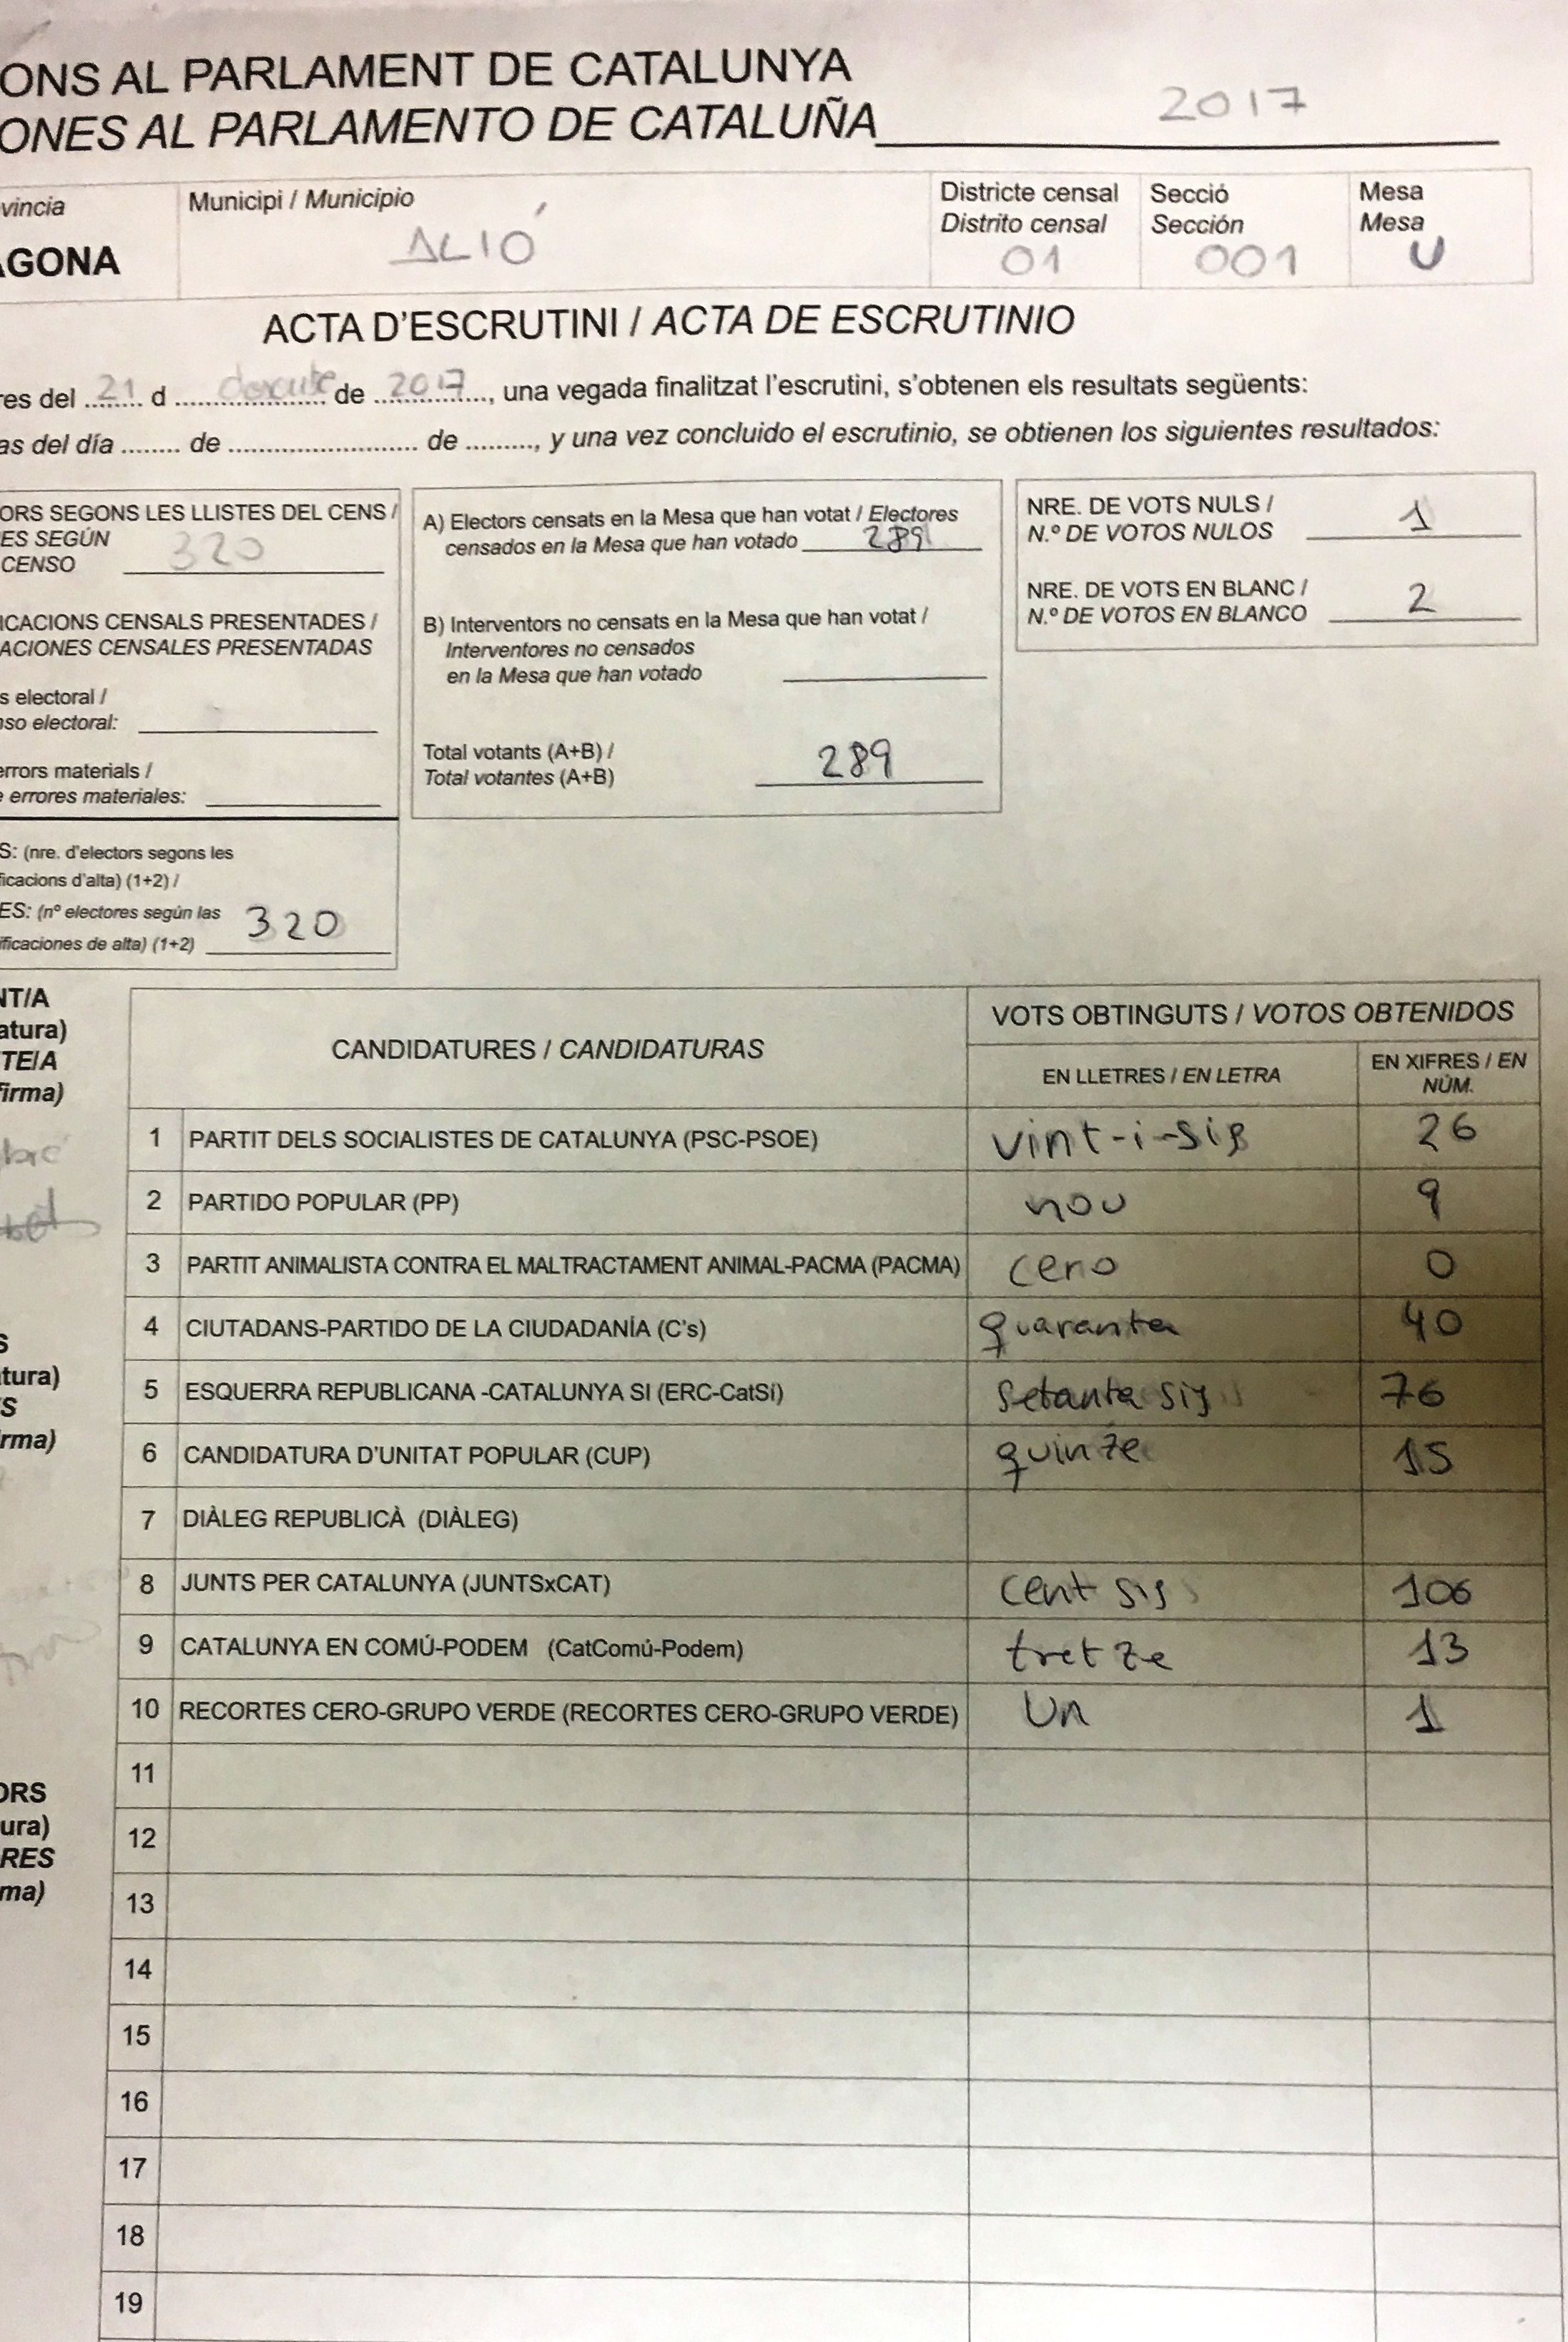 ONS AL PARLAMENT DE CATALUNYA
ONES AL PARLAMENTO DE CATALUÑA 2017
vincia
AGONA
Municipi / Municipio
ALIÓ
Districte censal
Distrito censal
01
Secció
Sección
001
Mesa
Mesa
U
ACTA D'ESCRUTINI / ACTA DE ESCRUTINIO
res del 21 d desembre de 2017, una vegada finalitzat l'escrutini, s'obtenen els resultats següents:
as del día ........ de ........................ de ........., y una vez concluido el escrutinio, se obtienen los siguientes resultados:
ORS SEGONS LES LLISTES DEL CENS /
ES SEGÚN
CENSO 320
ICACIONS CENSALS PRESENTADES /
ACIONES CENSALES PRESENTADAS
s electoral /
so electoral:
errors materials /
e errores materiales:
S: (nre. d'electors segons les
ficacions d'alta) (1+2) /
ES: (nº electores según las
ificaciones de alta) (1+2) 320
A) Electors censats en la Mesa que han votat / Electores
censados en la Mesa que han votado 289
B) Interventors no censats en la Mesa que han votat /
Interventores no censados
en la Mesa que han votado
Total votants (A+B) /
Total votantes (A+B) 289
NRE. DE VOTS NULS /
N.º DE VOTOS NULOS 1
NRE. DE VOTS EN BLANC /
N.º DE VOTOS EN BLANCO 2
CANDIDATURES / CANDIDATURAS
VOTS OBTINGUTS / VOTOS OBTENIDOS
EN LLETRES / EN LETRA
EN XIFRES / EN
NÚM.
1 PARTIT DELS SOCIALISTES DE CATALUNYA (PSC-PSOE) vint-i-sis 26
2 PARTIDO POPULAR (PP) nou 9
3 PARTIT ANIMALISTA CONTRA EL MALTRACTAMENT ANIMAL-PACMA (PACMA) cero 0
4 CIUTADANS-PARTIDO DE LA CIUDADANÍA (C's) quaranta 40
5 ESQUERRA REPUBLICANA -CATALUNYA SI (ERC-CatSí) setanta sis 76
6 CANDIDATURA D'UNITAT POPULAR (CUP) quinze 15
7 DIÀLEG REPUBLICÀ (DIÀLEG)
8 JUNTS PER CATALUNYA (JUNTSxCAT) cent sis 106
9 CATALUNYA EN COMÚ-PODEM (CatComú-Podem) tretze 13
10 RECORTES CERO-GRUPO VERDE (RECORTES CERO-GRUPO VERDE) Un 1
11
12
13
14
15
16
17
18
19
NT/A
atura)
TE/A
firma)
S
atura)
S
irma)
ORS
ura)
RES
ma)